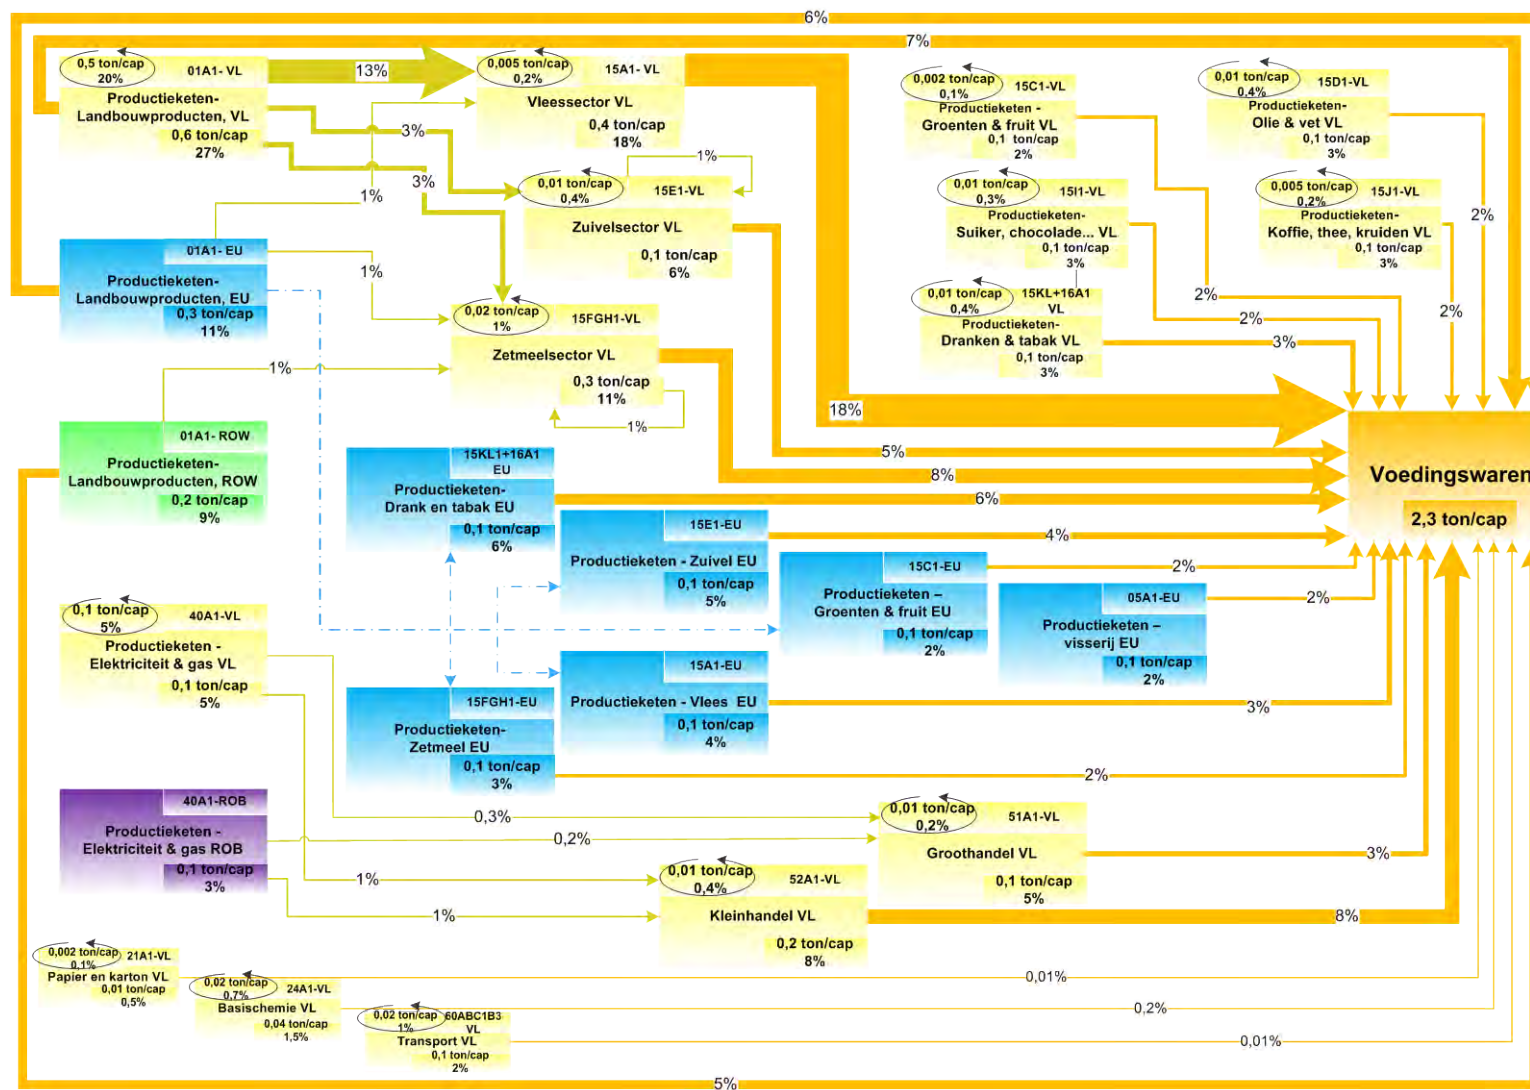 6%
7%
0,5 ton/cap
20%
01A1- VL
Productieketen-
Landbouwproducten, VL
0,6 ton/cap
27%
13%
0,005 ton/cap
0,2%
15A1- VL
Vleessector VL
0,4 ton/cap
18%
0,002 ton/cap
0,1%
15C1-VL
Productieketen -
Groenten & fruit VL
0,1 ton/cap
2%
0,01 ton/cap
0.4%
15D1-VL
Productieketen-
Olie & vet VL
0,1 ton/cap
3%
3%
3%
1%
1%
0,01 ton/cap
0,4%
15E1-VL
Zuivelsector VL
0,1 ton/cap
6%
0,01 ton/cap
0,3%
15I1-VL
Productieketen-
Suiker, chocolade... VL
0,1 ton/cap
3%
0,005 ton/cap
0,2%
15J1-VL
Productieketen-
Koffie, thee, kruiden VL
0,1 ton/cap
3%
2%
01A1- EU
Productieketen-
Landbouwproducten, EU
0,3 ton/cap
11%
1%
0,02 ton/cap
1%
15FGH1-VL
Zetmeelsector VL
0,3 ton/cap
11%
1%
0,01 ton/cap
0,4%
15KL+16A1
VL
Productieketen-
Dranken & tabak VL
0,1 ton/cap
3%
2%
2%
2%
3%
1%
18%
01A1- ROW
Productieketen-
Landbouwproducten, ROW
0,2 ton/cap
9%
15KL1+16A1
EU
Productieketen-
Drank en tabak EU
0,1 ton/cap
6%
5%
8%
6%
4%
Voedingswaren
2,3 ton/cap
15E1-EU
Productieketen - Zuivel EU
0,1 ton/cap
5%
15C1-EU
Productieketen –
Groenten & fruit EU
0,1 ton/cap
2%
2%
05A1-EU
Productieketen –
visserij EU
0,1 ton/cap
2%
2%
0,1 ton/cap
5%
40A1-VL
Productieketen -
Elektriciteit & gas VL
0,1 ton/cap
5%
15A1-EU
Productieketen - Vlees EU
0,1 ton/cap
4%
3%
15FGH1-EU
Productieketen-
Zetmeel EU
0,1 ton/cap
3%
2%
40A1-ROB
Productieketen -
Elektriciteit & gas ROB
0,1 ton/cap
3%
0,3%
0,2%
0,01 ton/cap
0,2%
51A1-VL
Groothandel VL
0,1 ton/cap
5%
3%
1%
1%
0,01 ton/cap
0,4%
52A1-VL
Kleinhandel VL
0,2 ton/cap
8%
8%
0,002 ton/cap
0,1%
21A1-VL
Papier en karton VL
0,01 ton/cap
0,5%
0,01%
0,02 ton/cap
0,7%
24A1-VL
Basischemie VL
0,04 ton/cap
1,5%
0,2%
0,02 ton/cap
1%
60ABC1B3
VL
Transport VL
0,1 ton/cap
2%
0,01%
5%